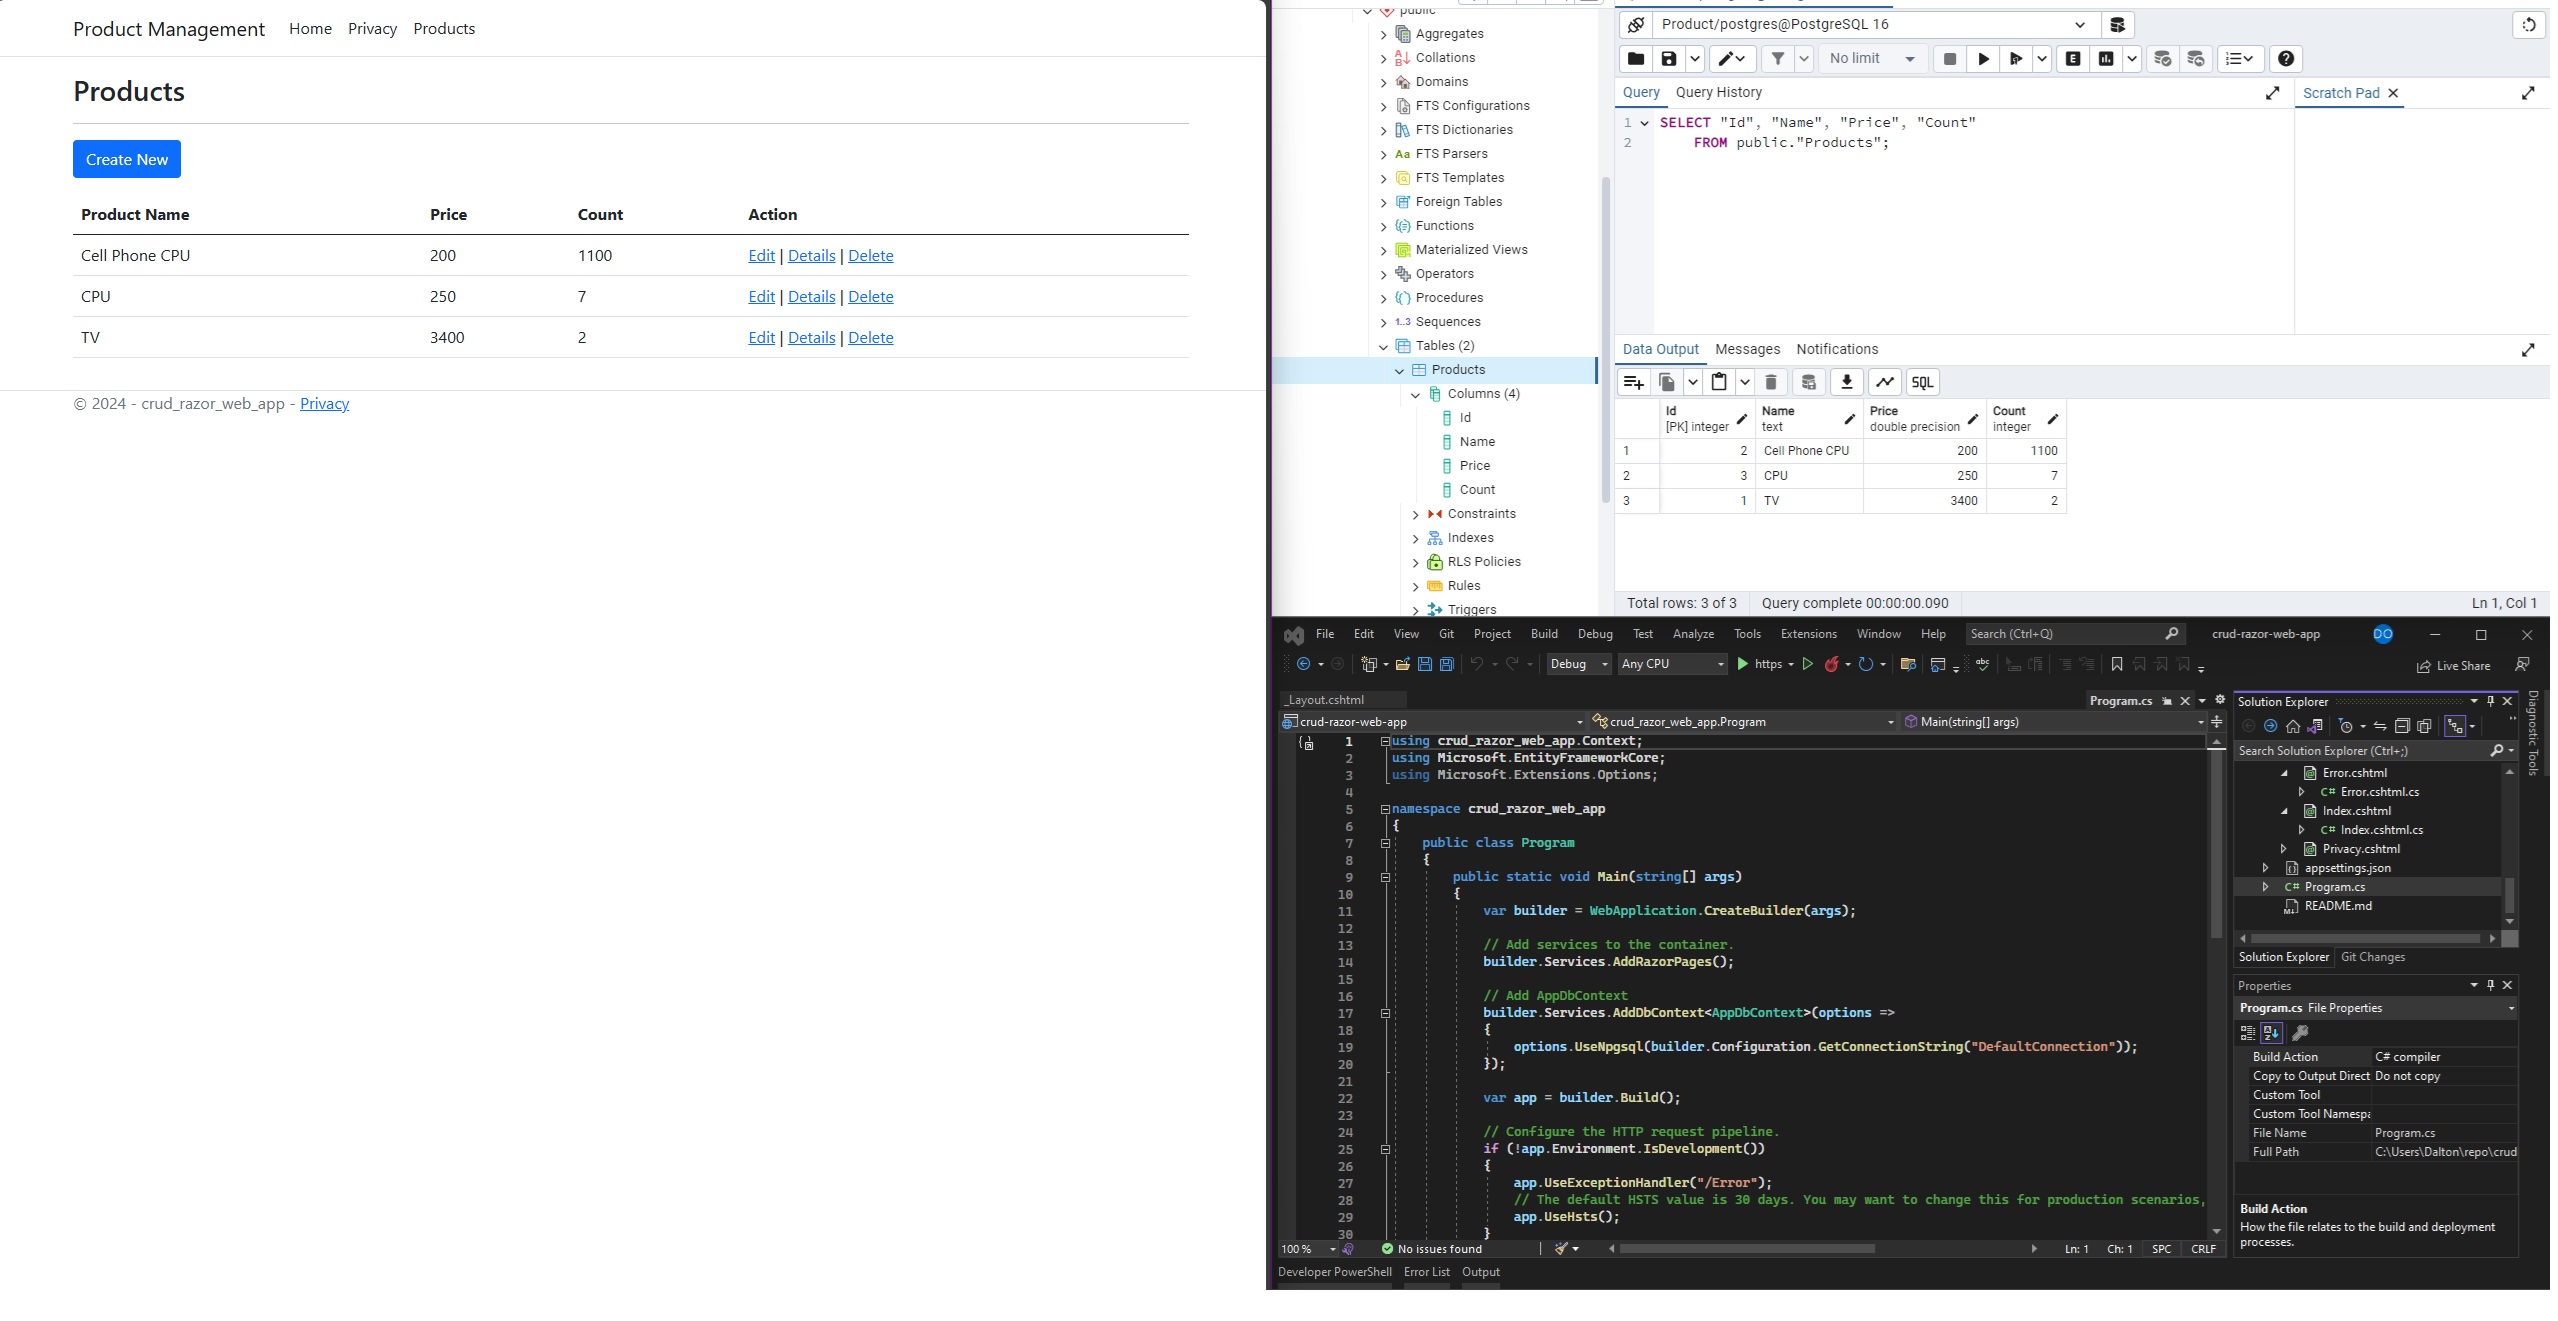 Product Management Home Privacy Products
Products
Create New
Product Name Price Count Action
Cell Phone CPU 200 1100 Edit | Details | Delete
CPU 250 7 Edit | Details | Delete
TV 3400 2 Edit | Details | Delete
© 2024 - crud_razor_web_app - Privacy
public
Aggregates
Collations
Domains
FTS Configurations
FTS Dictionaries
Aa FTS Parsers
FTS Templates
Foreign Tables
Functions
Materialized Views
Operators
Procedures
1..3 Sequences
Tables (2)
Products
Columns (4)
Id
Name
Price
Count
Constraints
Indexes
RLS Policies
Rules
Triggers
Product/postgres@PostgreSQL 16
No limit
Query Query History
Scratch Pad
1 SELECT "Id", "Name", "Price", "Count"
2 FROM public."Products";
Data Output Messages Notifications
SQL
Id Name Price Count
[PK] integer text double precision integer
1 2 Cell Phone CPU 200 1100
2 3 CPU 250 7
3 1 TV 3400 2
Total rows: 3 of 3 Query complete 00:00:00.090 Ln 1, Col 1
File Edit View Git Project Build Debug Test Analyze Tools Extensions Window Help Search (Ctrl+Q) crud-razor-web-app DO
Debug Any CPU https Live Share
_Layout.cshtml Program.cs
crud-razor-web-app crud_razor_web_app.Program Main(string[] args)
1 using crud_razor_web_app.Context;
2 using Microsoft.EntityFrameworkCore;
3 using Microsoft.Extensions.Options;
4
5 namespace crud_razor_web_app
6 {
7 public class Program
8 {
9 public static void Main(string[] args)
10 {
11 var builder = WebApplication.CreateBuilder(args);
12
13 // Add services to the container.
14 builder.Services.AddRazorPages();
15
16 // Add AppDbContext
17 builder.Services.AddDbContext<AppDbContext>(options =>
18 {
19 options.UseNpgsql(builder.Configuration.GetConnectionString("DefaultConnection"));
20 });
21
22 var app = builder.Build();
23
24 // Configure the HTTP request pipeline.
25 if (!app.Environment.IsDevelopment())
26 {
27 app.UseExceptionHandler("/Error");
28 // The default HSTS value is 30 days. You may want to change this for production scenarios,
29 app.UseHsts();
30 }
100 % No issues found Ln: 1 Ch: 1 SPC CRLF
Developer PowerShell Error List Output
Solution Explorer
Search Solution Explorer (Ctrl+;)
Error.cshtml
C# Error.cshtml.cs
Index.cshtml
C# Index.cshtml.cs
Privacy.cshtml
appsettings.json
C# Program.cs
README.md
Solution Explorer Git Changes
Properties
Program.cs File Properties
Build Action C# compiler
Copy to Output Direct Do not copy
Custom Tool
Custom Tool Namespa
File Name Program.cs
Full Path C:\Users\Dalton\repo\crud
Build Action
How the file relates to the build and deployment
processes.
Diagnostic Tools